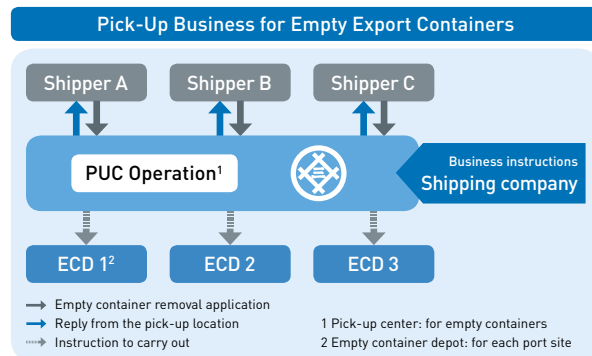 Pick-Up Business for Empty Export Containers
Shipper A
Shipper B
Shipper C
PUC Operation¹
Business instructions
Shipping company
ECD 1²
ECD 2
ECD 3
Empty container removal application
Reply from the pick-up location
Instruction to carry out
1 Pick-up center: for empty containers
2 Empty container depot: for each port site